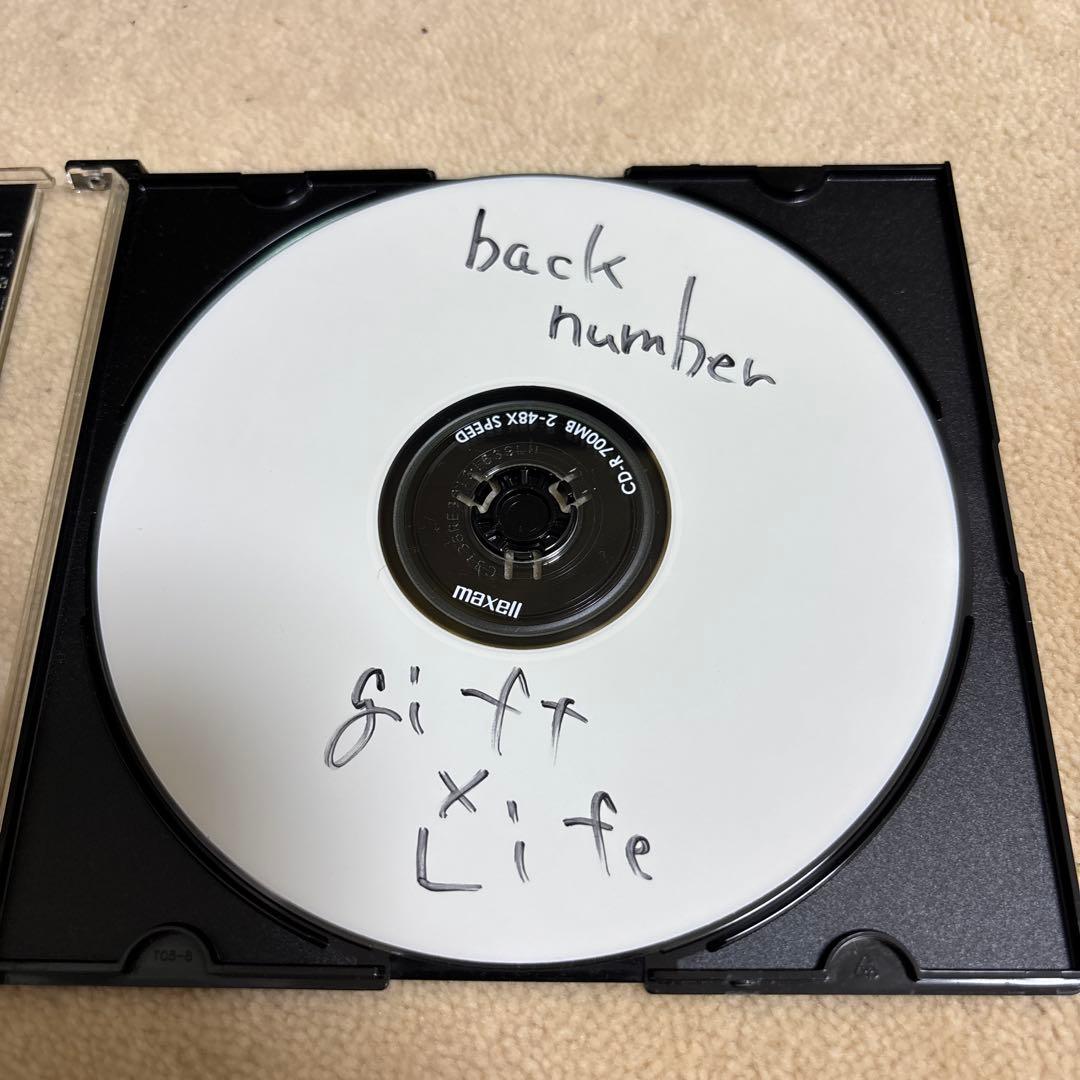 back
number
CD-R 700MB 2-48X SPEED
maxell
gift
x
Life